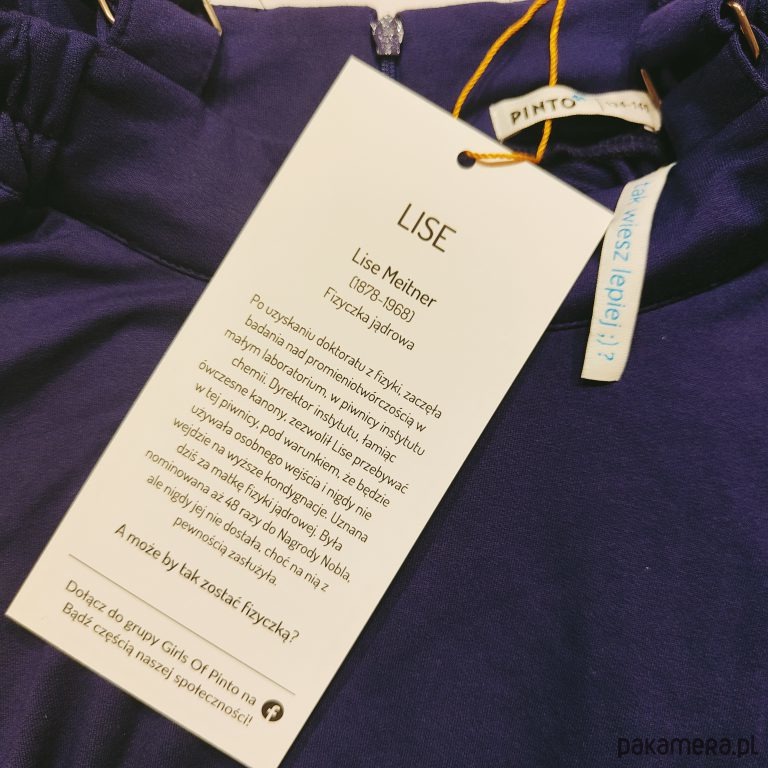 PINTO
tak wiesz lepiej ;) ?
LISE
Lise Meitner
(1878-1968)
Fizyczka jądrowa
Po uzyskaniu doktoratu z fizyki, zaczęła
badania nad promieniotwórczością w
małym laboratorium, w piwnicy instytutu
chemii. Dyrektor instytutu, łamiąc
ówczesne kanony, zezwolił Lise przebywać
w tej piwnicy, pod warunkiem, że będzie
używała osobnego wejścia i nigdy nie
wejdzie na wyższe kondygnacje. Uznana
dziś za matkę fizyki jądrowej. Była
nominowana aż 48 razy do Nagrody Nobla,
ale nigdy jej nie dostała, choć na nią z
pewnością zasłużyła.
A może by tak zostać fizyczką?
Dołącz do grupy Girls Of Pinto na f
Bądź częścią naszej społeczności!
pakamera.pl